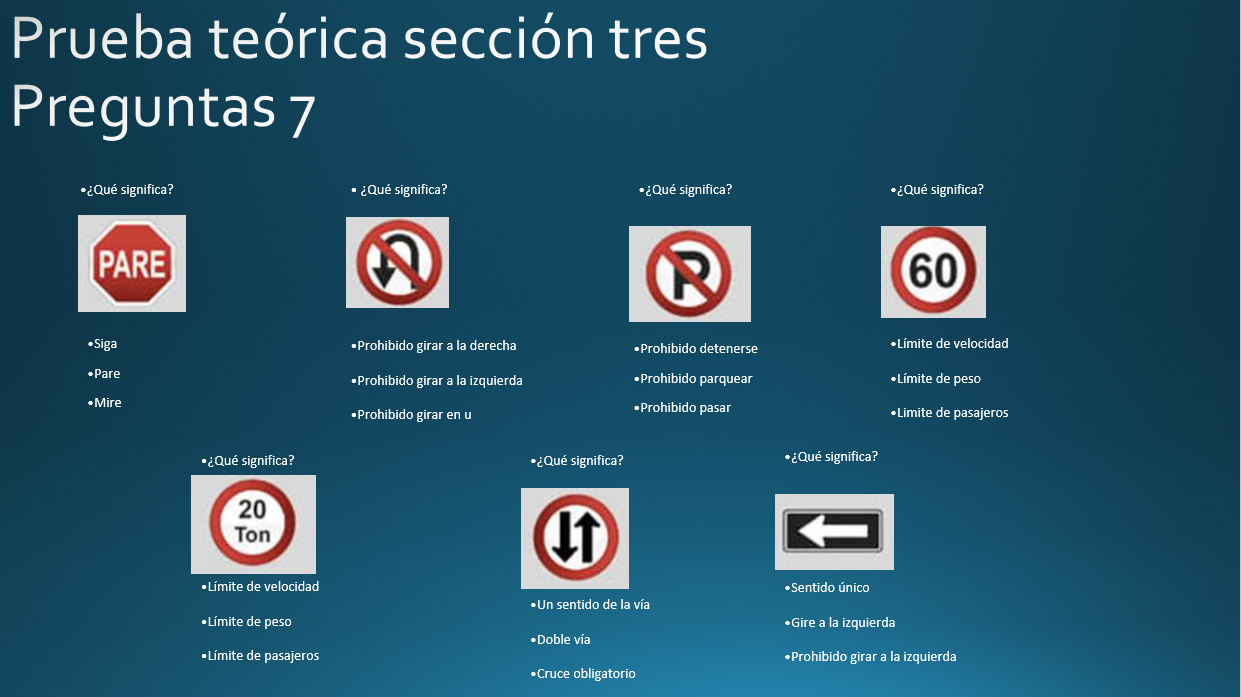 Prueba teórica sección tres
Preguntas 7
•¿Qué significa?
PARE
•Siga
•Pare
•Mire
• ¿Qué significa?
•Prohibido girar a la derecha
•Prohibido girar a la izquierda
•Prohibido girar en u
•¿Qué significa?
P
•Prohibido detenerse
•Prohibido parquear
•Prohibido pasar
•¿Qué significa?
60
•Límite de velocidad
•Límite de peso
•Limite de pasajeros
•¿Qué significa?
20
Ton
•Límite de velocidad
•Límite de peso
•Límite de pasajeros
•¿Qué significa?
•Un sentido de la vía
•Doble vía
•Cruce obligatorio
•¿Qué significa?
•Sentido único
•Gire a la izquierda
•Prohibido girar a la izquierda